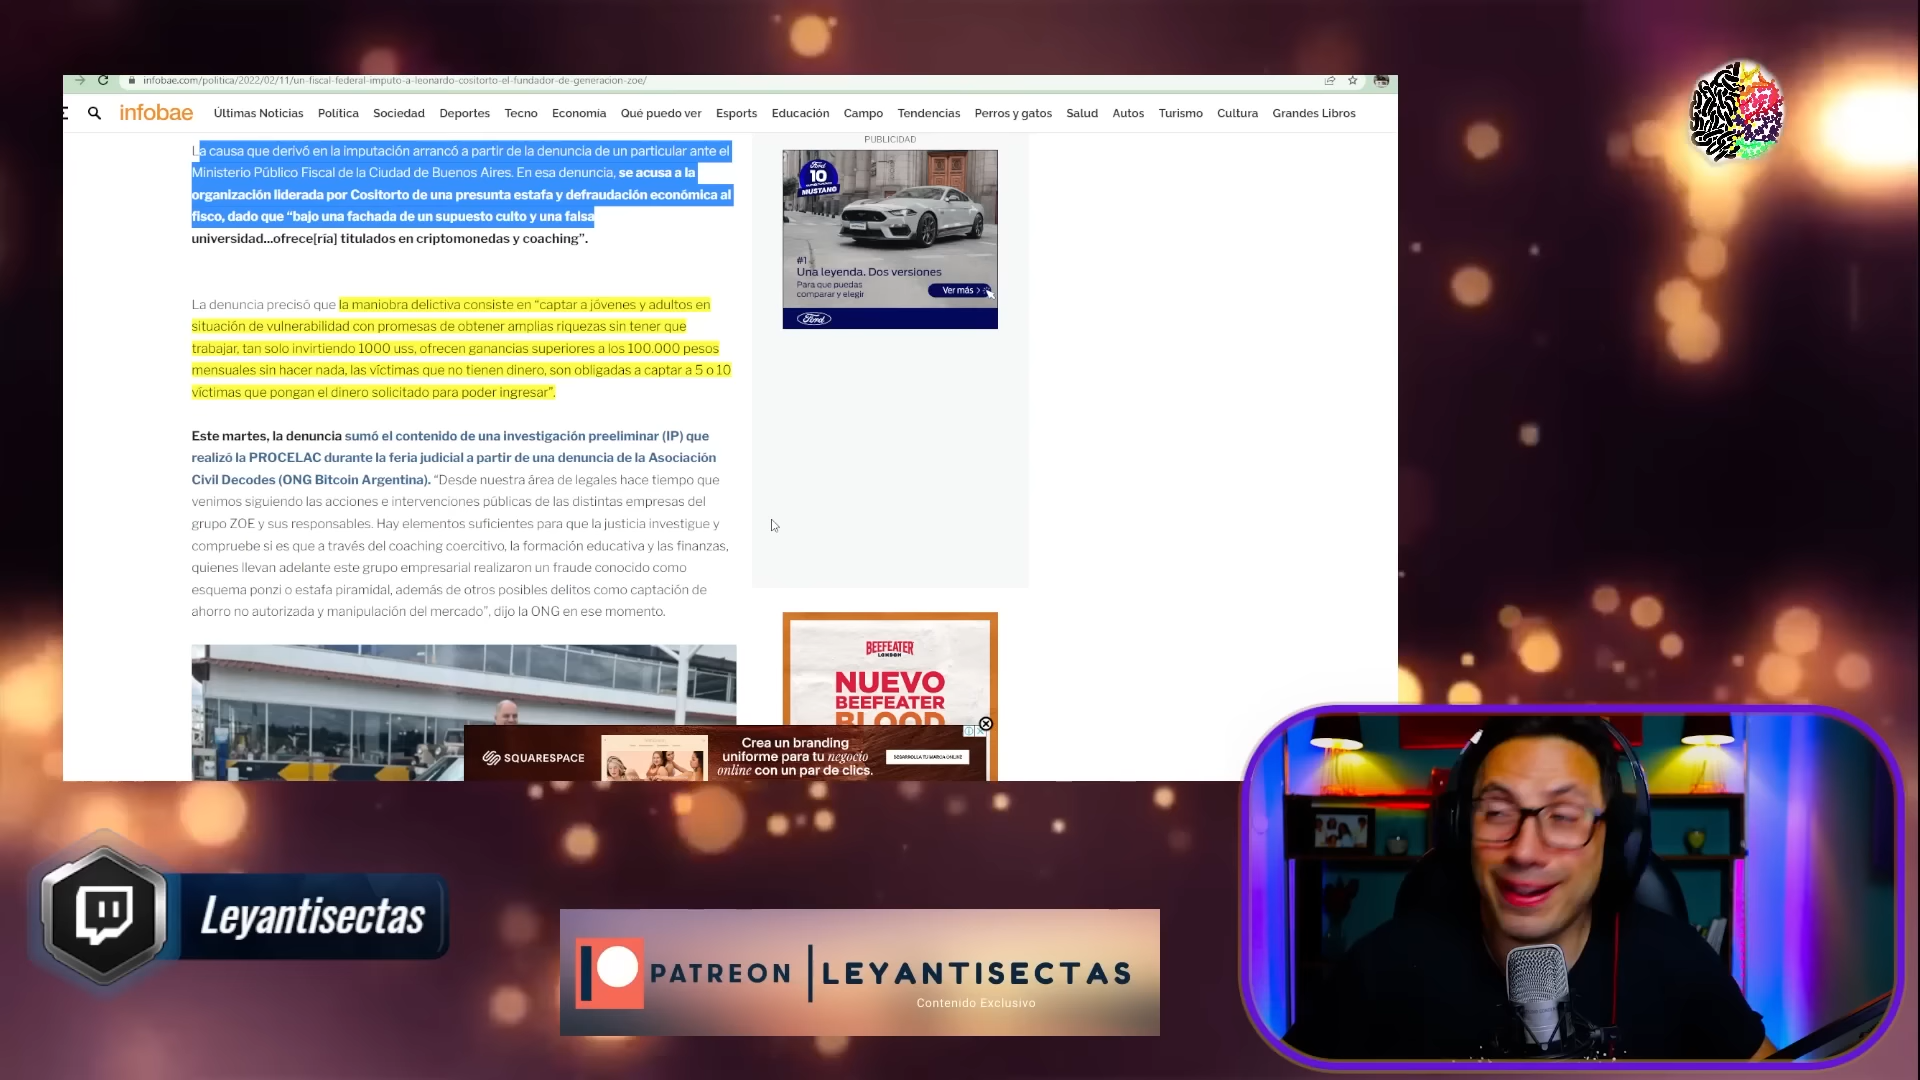 infobae.com/politica/2022/02/11/un-fiscal-federal-imputo-a-leonardo-cositorto-el-fundador-de-generacion-zoe/
infobae Últimas Noticias Política Sociedad Deportes Tecno Economía Qué puedo ver Esports Educación Campo Tendencias Perros y gatos Salud Autos Turismo Cultura Grandes Libros
La causa que derivó en la imputación arrancó a partir de la denuncia de un particular ante el
Ministerio Público Fiscal de la Ciudad de Buenos Aires. En esa denuncia, se acusa a la
organización liderada por Cositorto de una presunta estafa y defraudación económica al
fisco, dado que “bajo una fachada de un supuesto culto y una falsa
universidad...ofrece[ría] titulados en criptomonedas y coaching”.
La denuncia precisó que la maniobra delictiva consiste en “captar a jóvenes y adultos en
situación de vulnerabilidad con promesas de obtener amplias riquezas sin tener que
trabajar, tan solo invirtiendo 1000 uss, ofrecen ganancias superiores a los 100.000 pesos
mensuales sin hacer nada, las víctimas que no tienen dinero, son obligadas a captar a 5 o 10
víctimas que pongan el dinero solicitado para poder ingresar”.
Este martes, la denuncia sumó el contenido de una investigación preeliminar (IP) que
realizó la PROCELAC durante la feria judicial a partir de una denuncia de la Asociación
Civil Decodes (ONG Bitcoin Argentina). “Desde nuestra área de legales hace tiempo que
venimos siguiendo las acciones e intervenciones públicas de las distintas empresas del
grupo ZOE y sus responsables. Hay elementos suficientes para que la justicia investigue y
compruebe si es que a través del coaching coercitivo, la formación educativa y las finanzas,
quienes llevan adelante este grupo empresarial realizaron un fraude conocido como
esquema ponzi o estafa piramidal, además de otros posibles delitos como captación de
ahorro no autorizada y manipulación del mercado”, dijo la ONG en ese momento.
PUBLICIDAD
Ford
10
MUSTANG
#1
Una leyenda. Dos versiones
Para que puedas
comparar y elegir
Ver más
Ford
BEEFEATER
LONDON
NUEVO
BEEFEATER
BLOOD
SQUARESPACE
Crea un branding
uniforme para tu negocio
online con un par de clics.
DESARROLLA TU MARCA ONLINE
Leyantisectas
PATREON | LEYANTISECTAS
Contenido Exclusivo